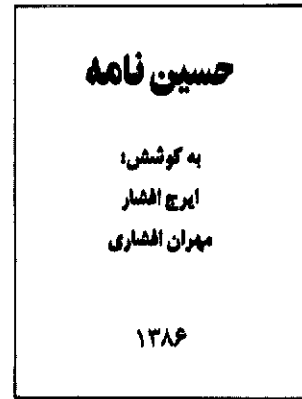 حسین نامه
به کوشش:
ایرج افشار
مهران افشاری
۱۳۸۶